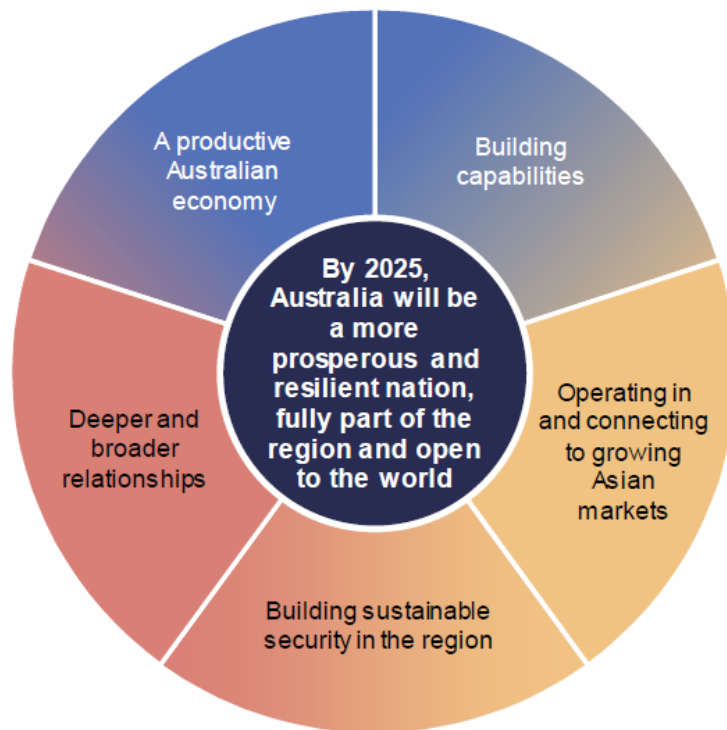 A productive
Australian
economy
Building
capabilities
By 2025,
Australia will be
a more
prosperous and
resilient nation,
fully part of the
region and open
to the world
Operating in
and connecting
to growing
Asian
markets
Deeper and
broader
relationships
Building sustainable
security in the region